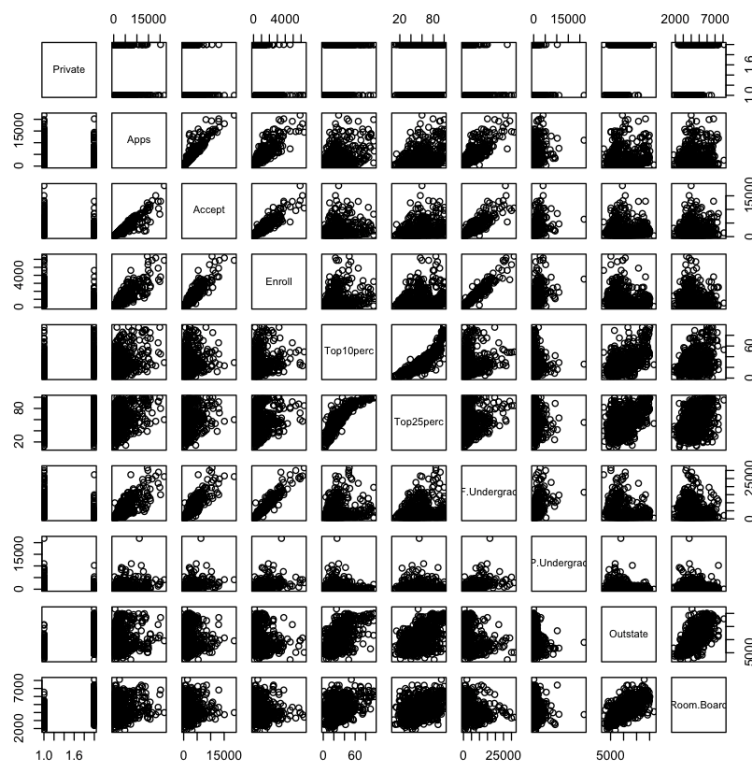 0 15000
0 4000
20 80
0 15000
2000 7000
Private
1.0 1.6
0 15000
Apps
Accept
0 15000
0 4000
Enroll
Top10perc
0 60
20 80
Top25perc
F.Undergrad
0 25000
0 15000
P.Undergrad
Outstate
5000
2000 7000
Room.Board
1.0 1.6
0 15000
0 60
0 25000
5000